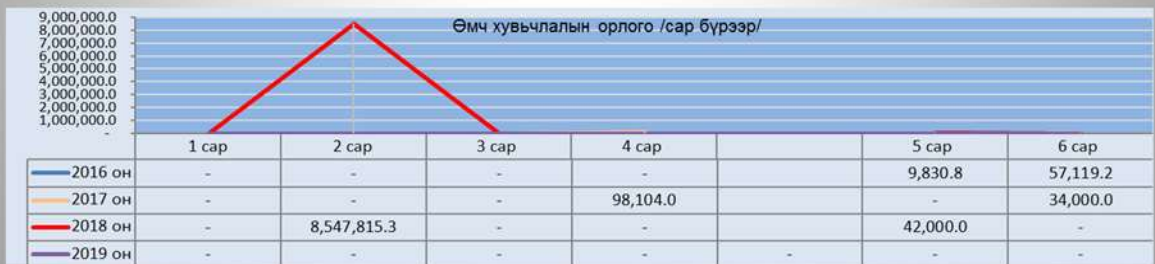 Өмч хувьчлалын орлого /сар бүрээр/
9,000,000.0
8,000,000.0
7,000,000.0
6,000,000.0
5,000,000.0
4,000,000.0
3,000,000.0
2,000,000.0
1,000,000.0
-
1 сар 2 сар 3 сар 4 сар 5 сар 6 сар
2016 он - - - - 9,830.8 57,119.2
2017 он - - - 98,104.0 - 34,000.0
2018 он - 8,547,815.3 - - 42,000.0 -
2019 он - - - - - - -